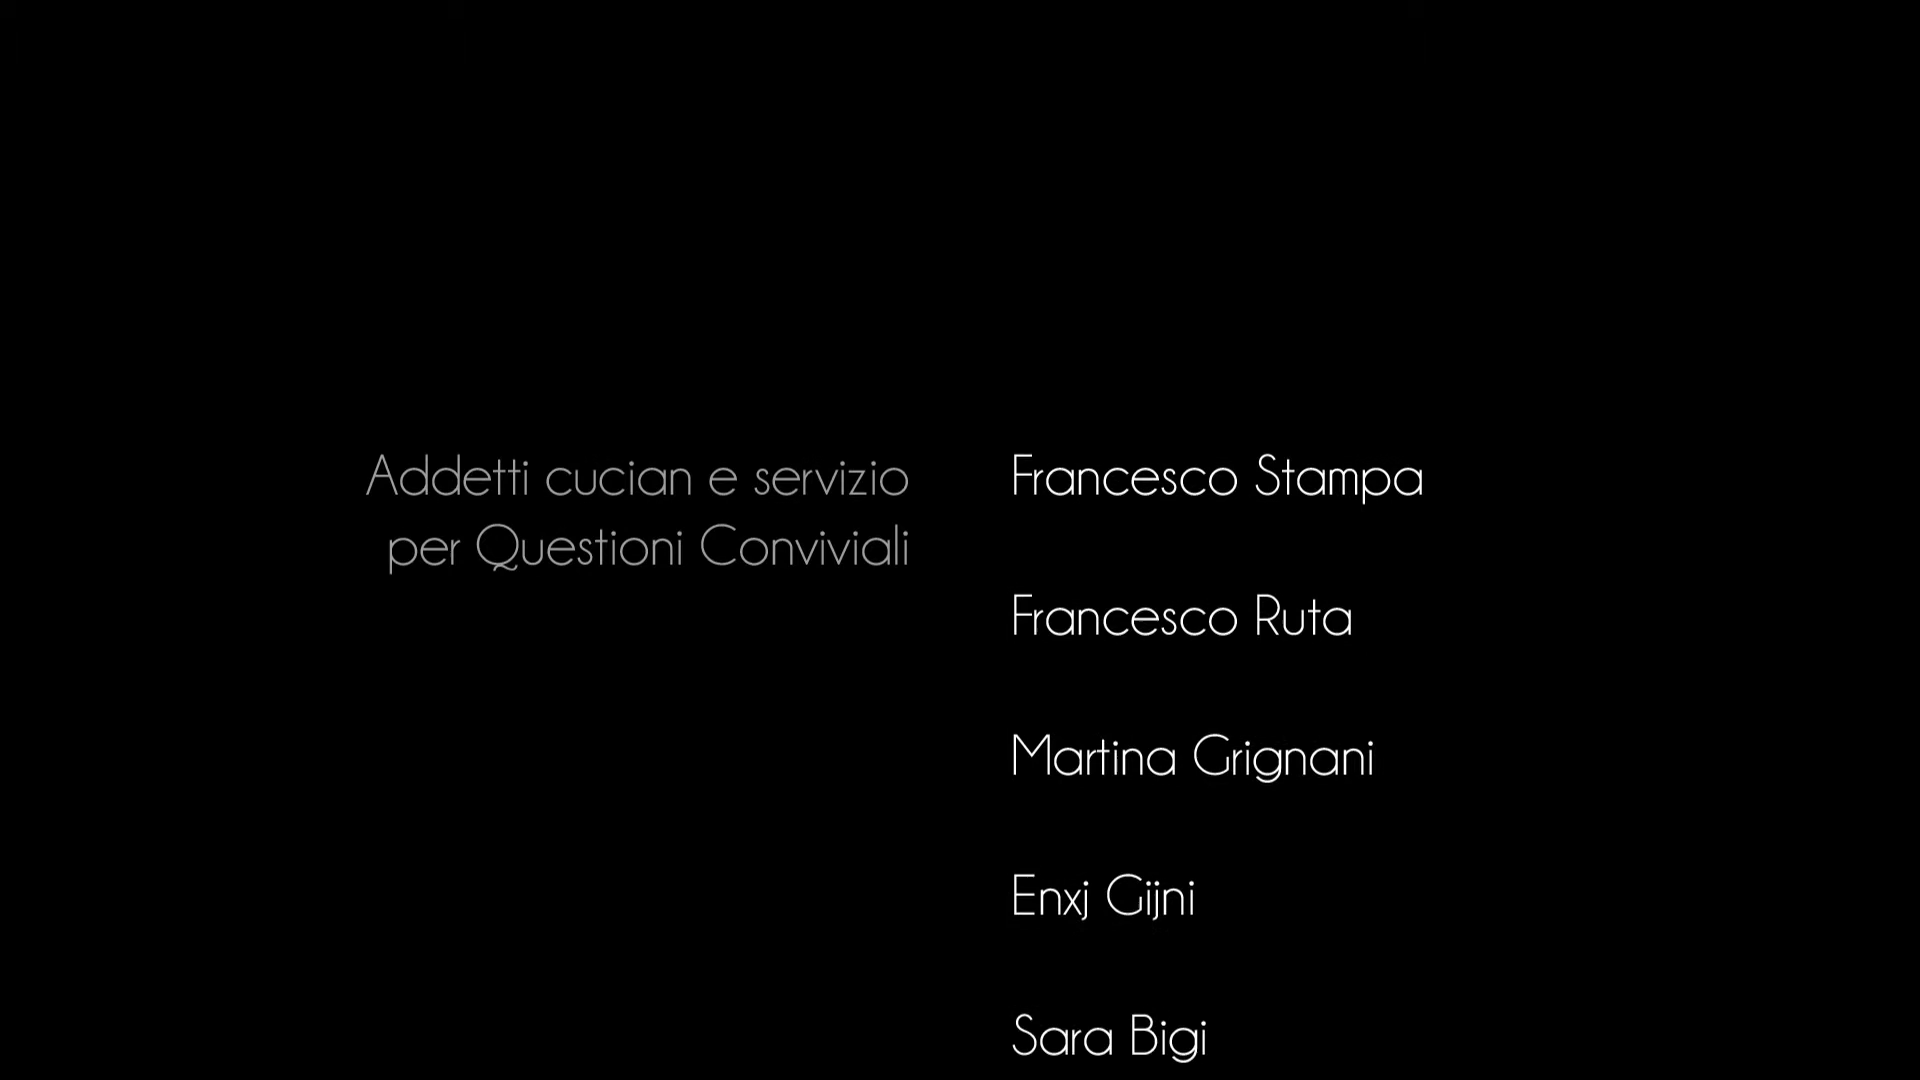 Addetti cucian e servizio
per Questioni Conviviali
Francesco Stampa
Francesco Ruta
Martina Grignani
Enxj Gijni
Sara Bigi